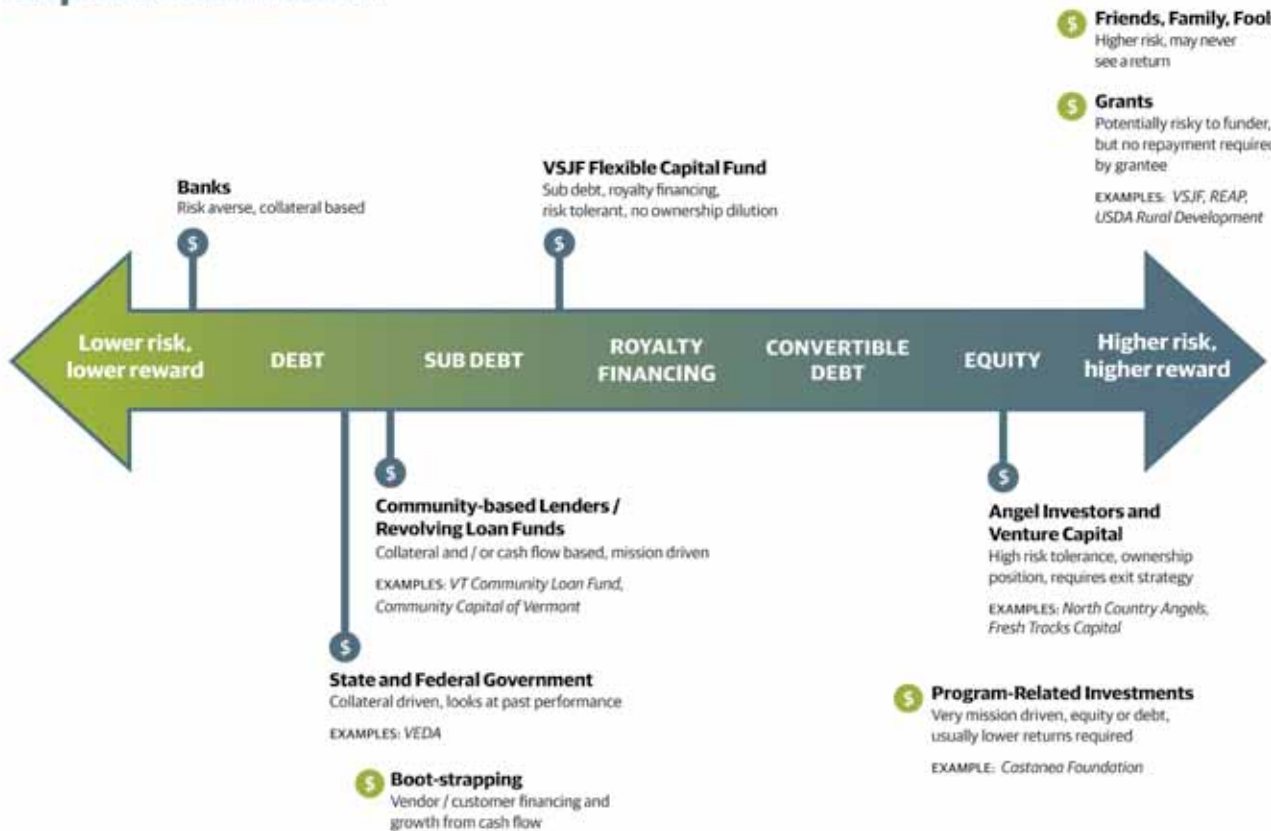 Friends, Family, Fool
Higher risk, may never
see a return
Grants
Potentially risky to funder,
but no repayment required
by grantee
EXAMPLES: VSJF, REAP,
USDA Rural Development
VSJF Flexible Capital Fund
Sub debt, royalty financing,
risk tolerant, no ownership dilution
Banks
Risk averse, collateral based
$
$
$
$
Lower risk,
lower reward
DEBT
SUB DEBT
ROYALTY
FINANCING
CONVERTIBLE
DEBT
EQUITY
Higher risk,
higher reward
$
Community-based Lenders /
Revolving Loan Funds
Collateral and / or cash flow based, mission driven
EXAMPLES: VT Community Loan Fund,
Community Capital of Vermont
$
Angel Investors and
Venture Capital
High risk tolerance, ownership
position, requires exit strategy
EXAMPLES: North Country Angels,
Fresh Tracks Capital
$
State and Federal Government
Collateral driven, looks at past performance
EXAMPLES: VEDA
$
Program-Related Investments
Very mission driven, equity or debt,
usually lower returns required
EXAMPLE: Castanea Foundation
$
Boot-strapping
Vendor / customer financing and
growth from cash flow